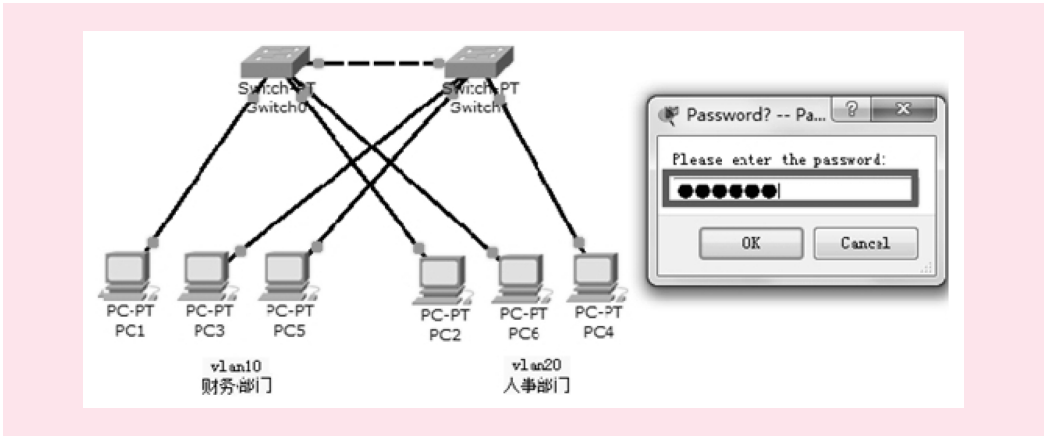 Switch-PT
Switch0
Switch-PT
Switch
Password? -- Pa...
Please enter the password:
●●●●●●
OK
Cancel
PC-PT
PC1
PC-PT
PC3
PC-PT
PC5
PC-PT
PC2
PC-PT
PC6
PC-PT
PC4
vlan10
财务部门
vlan20
人事部门